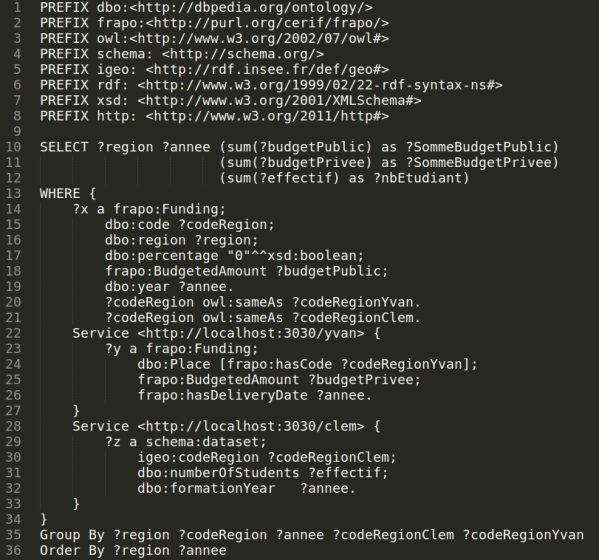 1 PREFIX dbo:<http://dbpedia.org/ontology/>
2 PREFIX frapo:<http://purl.org/cerif/frapo/>
3 PREFIX owl:<http://www.w3.org/2002/07/owl#>
4 PREFIX schema: <http://schema.org/>
5 PREFIX igeo: <http://rdf.insee.fr/def/geo#>
6 PREFIX rdf: <http://www.w3.org/1999/02/22-rdf-syntax-ns#>
7 PREFIX xsd: <http://www.w3.org/2001/XMLSchema#>
8 PREFIX http: <http://www.w3.org/2011/http#>
9
10 SELECT ?region ?annee (sum(?budgetPublic) as ?SommeBudgetPublic)
11                       (sum(?budgetPrivee) as ?SommeBudgetPrivee)
12                       (sum(?effectif) as ?nbEtudiant)
13 WHERE {
14     ?x a frapo:Funding;
15         dbo:code ?codeRegion;
16         dbo:region ?region;
17         dbo:percentage "0"^^xsd:boolean;
18         frapo:BudgetedAmount ?budgetPublic;
19         dbo:year ?annee.
20         ?codeRegion owl:sameAs ?codeRegionYvan.
21         ?codeRegion owl:sameAs ?codeRegionClem.
22     Service <http://localhost:3030/yvan> {
23         ?y a frapo:Funding;
24             dbo:Place [frapo:hasCode ?codeRegionYvan];
25             frapo:BudgetedAmount ?budgetPrivee;
26             frapo:hasDeliveryDate ?annee.
27     }
28     Service <http://localhost:3030/clem> {
29         ?z a schema:dataset;
30             igeo:codeRegion ?codeRegionClem;
31             dbo:numberOfStudents ?effectif;
32             dbo:formationYear   ?annee.
33     }
34 }
35 Group By ?region ?codeRegion ?annee ?codeRegionClem ?codeRegionYvan
36 Order By ?region ?annee